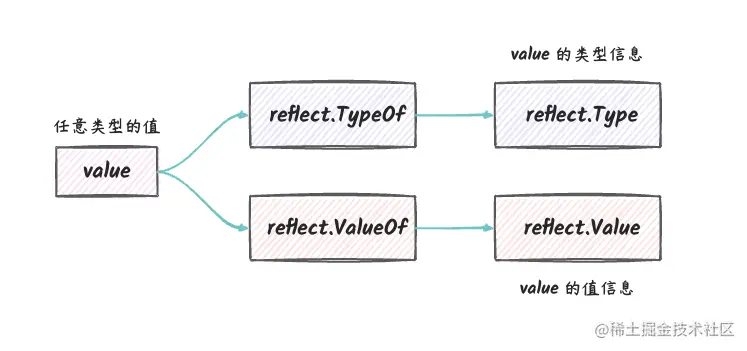 value 的类型信息
reflect.TypeOf
reflect.Type
任意类型的值
value
reflect.ValueOf
reflect.Value
value 的值信息
@稀土掘金技术社区